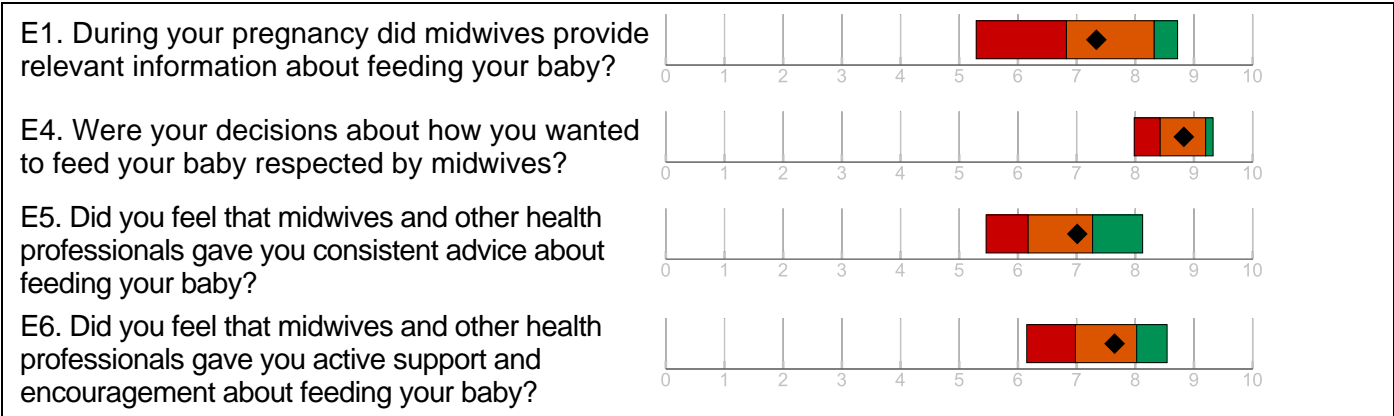 E1. During your pregnancy did midwives provide
relevant information about feeding your baby?
0 1 2 3 4 5 6 7 8 9 10
E4. Were your decisions about how you wanted
to feed your baby respected by midwives?
0 1 2 3 4 5 6 7 8 9 10
E5. Did you feel that midwives and other health
professionals gave you consistent advice about
feeding your baby?
0 1 2 3 4 5 6 7 8 9 10
E6. Did you feel that midwives and other health
professionals gave you active support and
encouragement about feeding your baby?
0 1 2 3 4 5 6 7 8 9 10